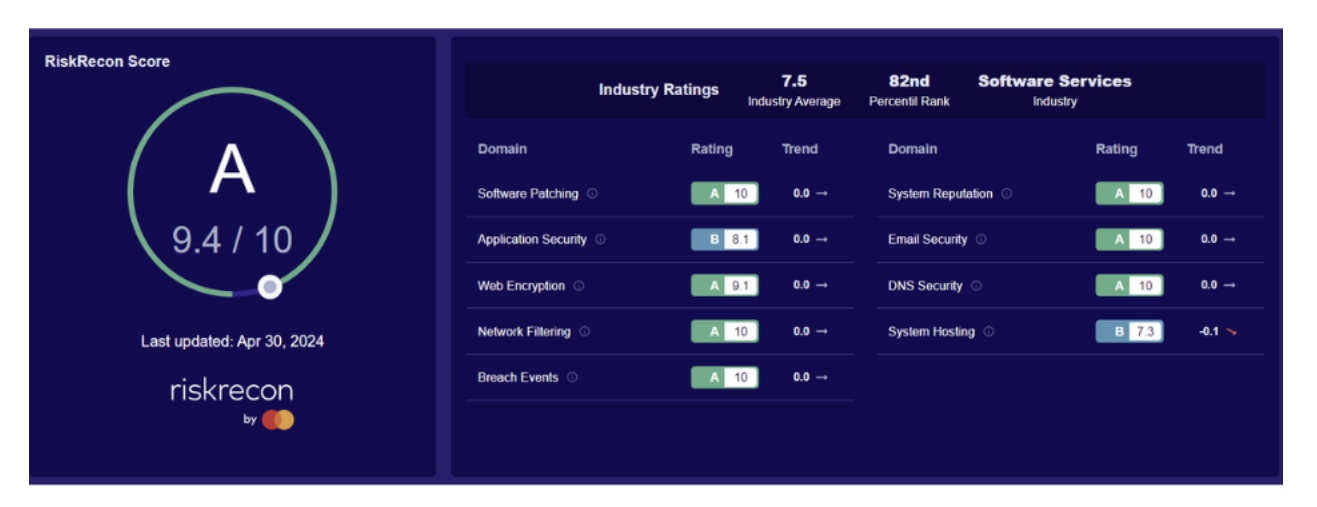 RiskRecon Score
A
9.4 / 10
Last updated: Apr 30, 2024
riskrecon
by
Industry Ratings
7.5
Industry Average
82nd
Percentil Rank
Software Services
Industry
Domain Rating Trend
Software Patching A 10 0.0 →
Application Security B 8.1 0.0 →
Web Encryption A 9.1 0.0 →
Network Filtering A 10 0.0 →
Breach Events A 10 0.0 →
Domain Rating Trend
System Reputation A 10 0.0 →
Email Security A 10 0.0 →
DNS Security A 10 0.0 →
System Hosting B 7.3 -0.1 ↘